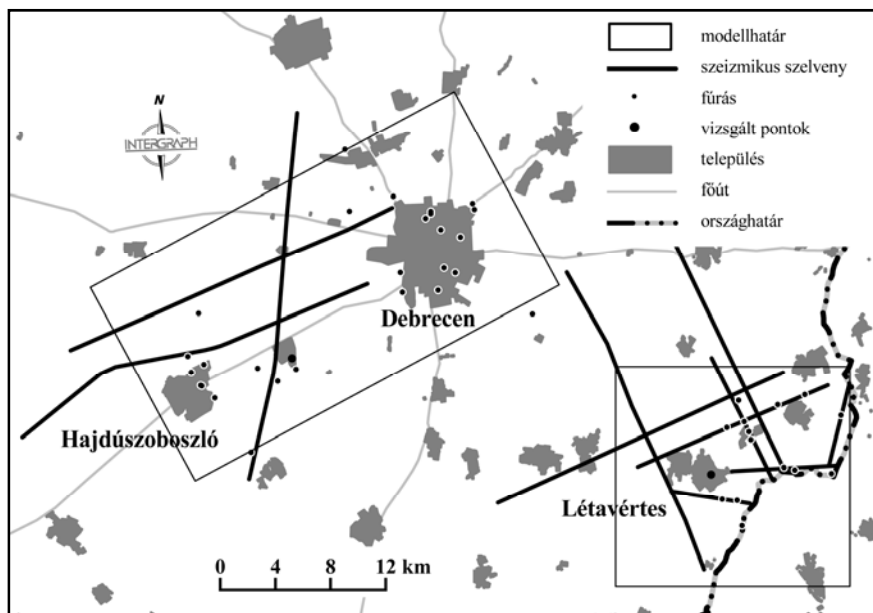 modellhatár
szeizmikus szelveny
fúrás
vizsgált pontok
település
főút
országhatár
N
INTERGRAPH
Debrecen
Hajdúszoboszló
Létavértes
0 4 8 12 km